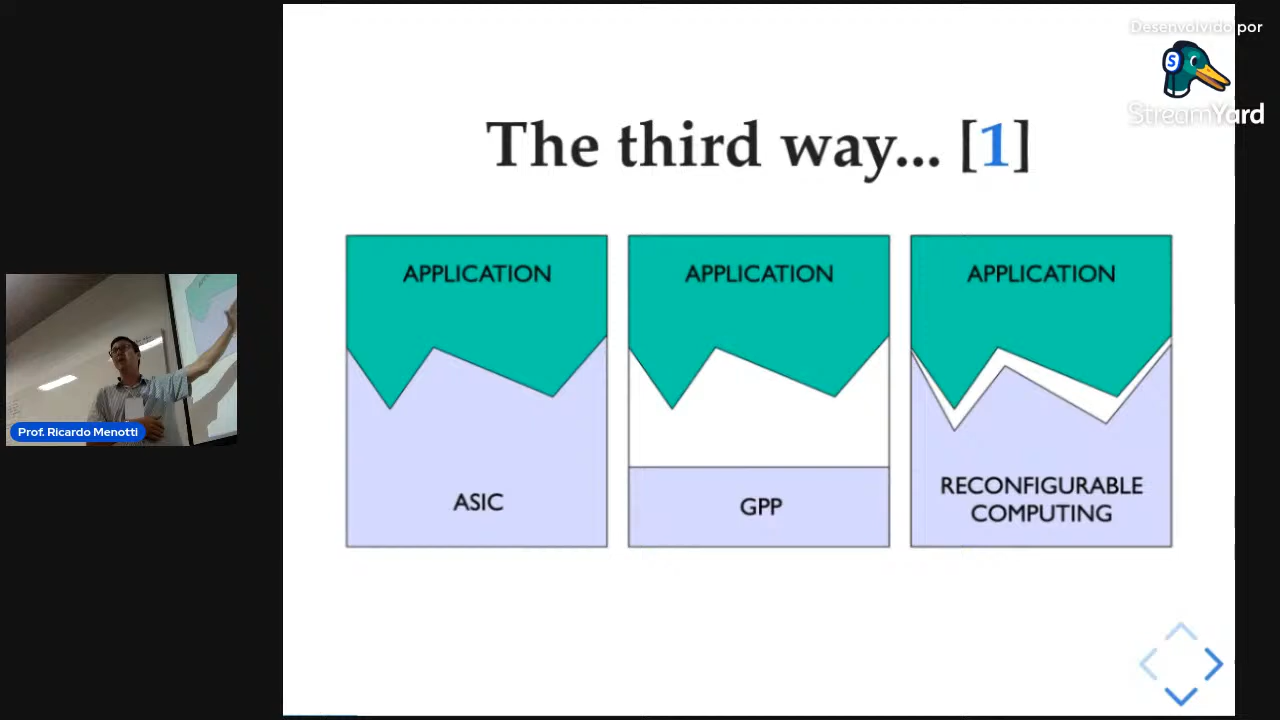 Desenvolvido por
StreamYard
The third way... [1]
APPLICATION
APPLICATION
APPLICATION
ASIC
GPP
RECONFIGURABLE
COMPUTING
Prof. Ricardo Menotti